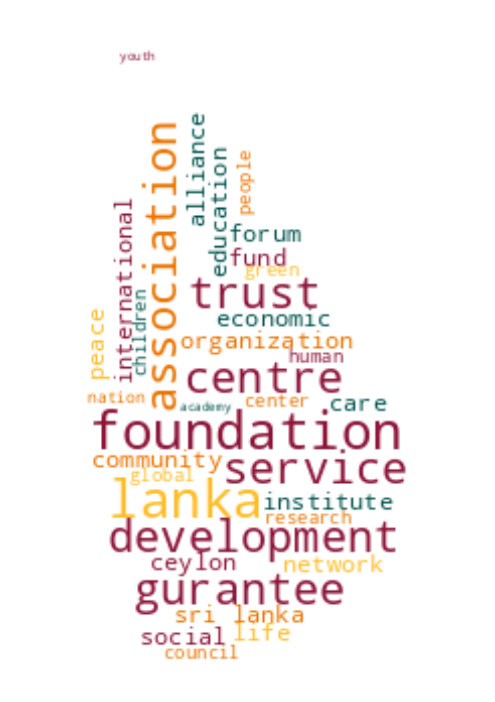 youth
association
alliance
education
people
international
children
peace
forum
fund
green
trust
economic
organization
human
centre
nation
academy
center
care
foundation
community
service
global
lanka
institute
research
development
ceylon
network
gurantee
sri lanka
social
life
council